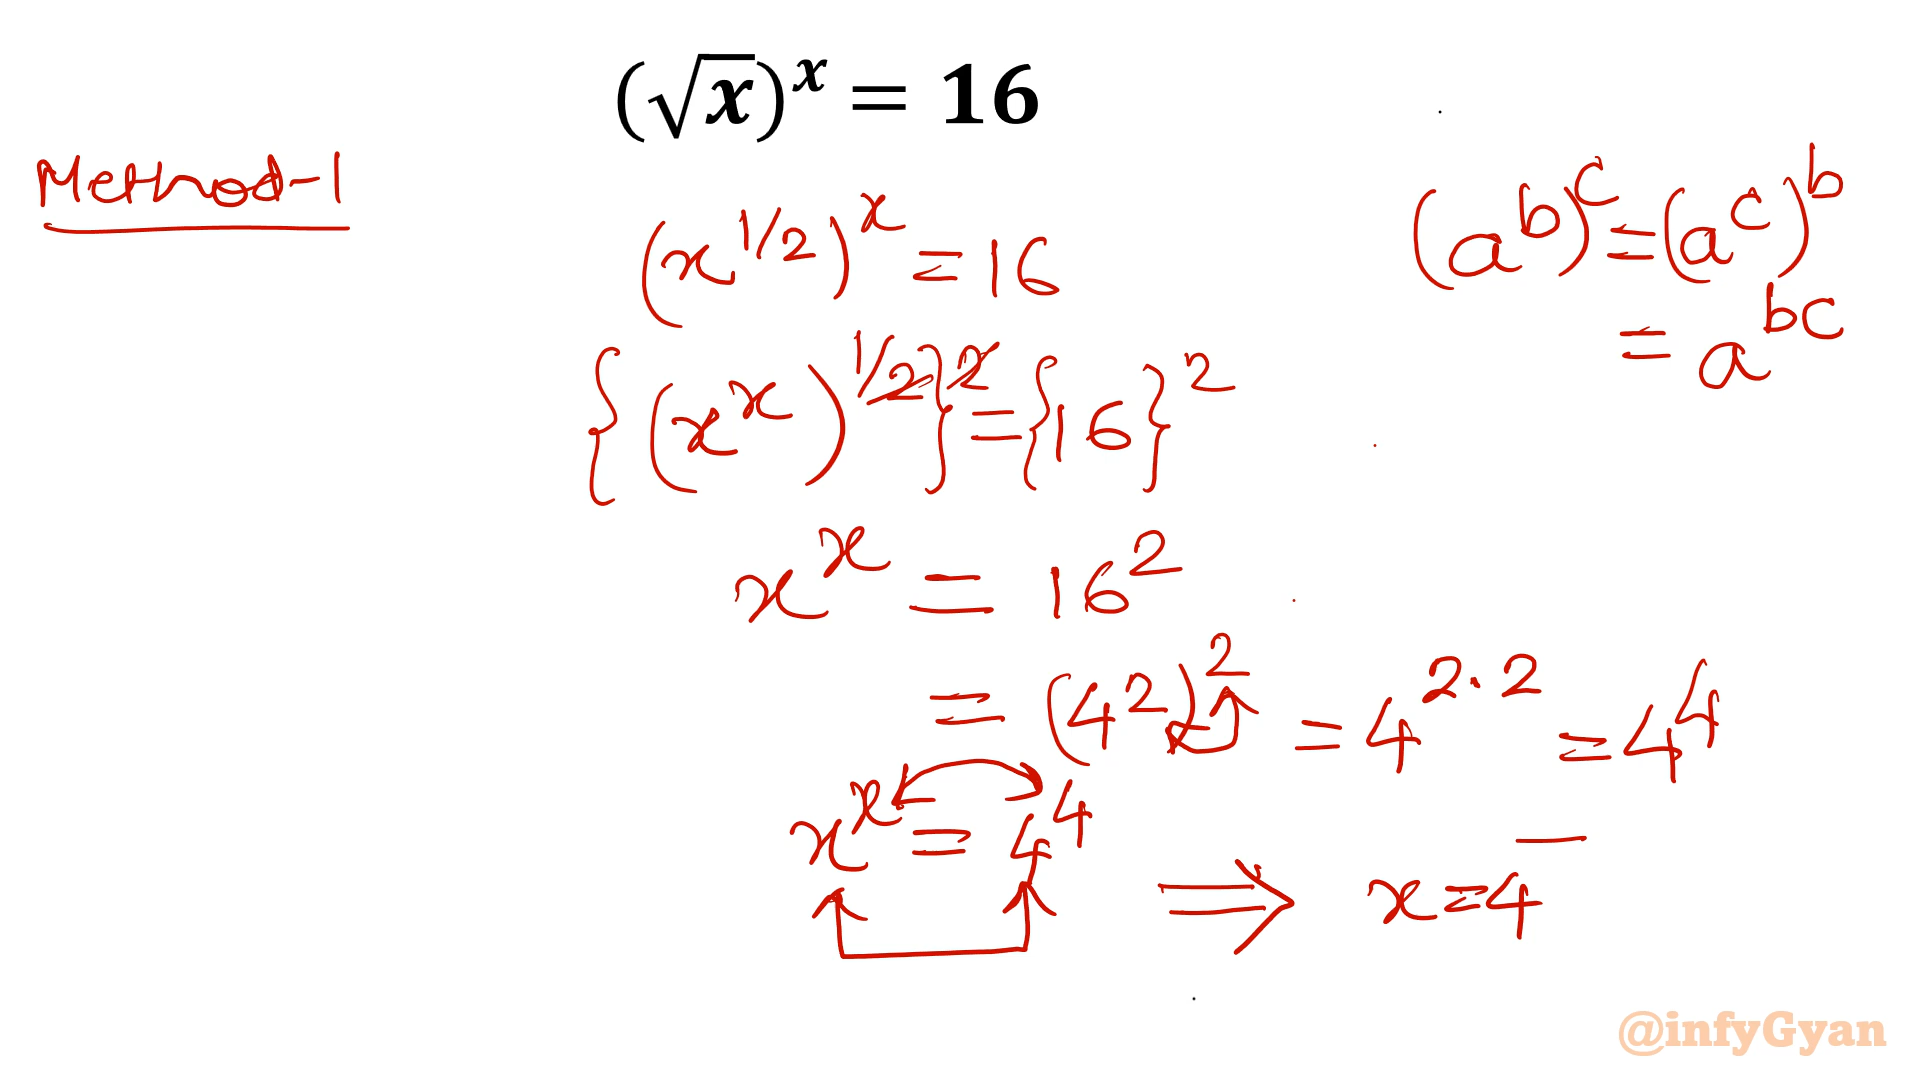 (√x)^x = 16
Method-1
(x^1/2)^x = 16
(a^b)^c = (a^c)^b
= a^bc
{(x^x)^1/2}^2 = {16}^2
x^x = 16^2
= (4^2)^2 = 4^2·2 = 4^4
x^x = 4^4 ⟹ x = 4
@infyGyan